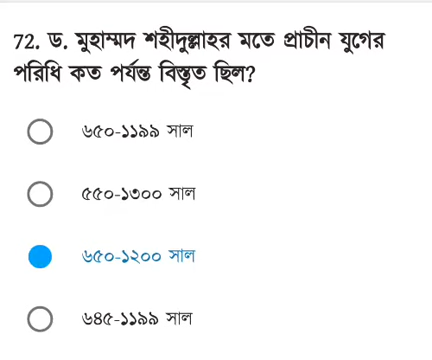 72. ড. মুহাম্মদ শহীদুল্লাহর মতে প্রাচীন যুগের
পরিধি কত পর্যন্ত বিস্তৃত ছিল?
৬৫০-১১৯৯ সাল
৫৫০-১৩০০ সাল
৬৫০-১২০০ সাল
৬৪৫-১১৯৯ সাল